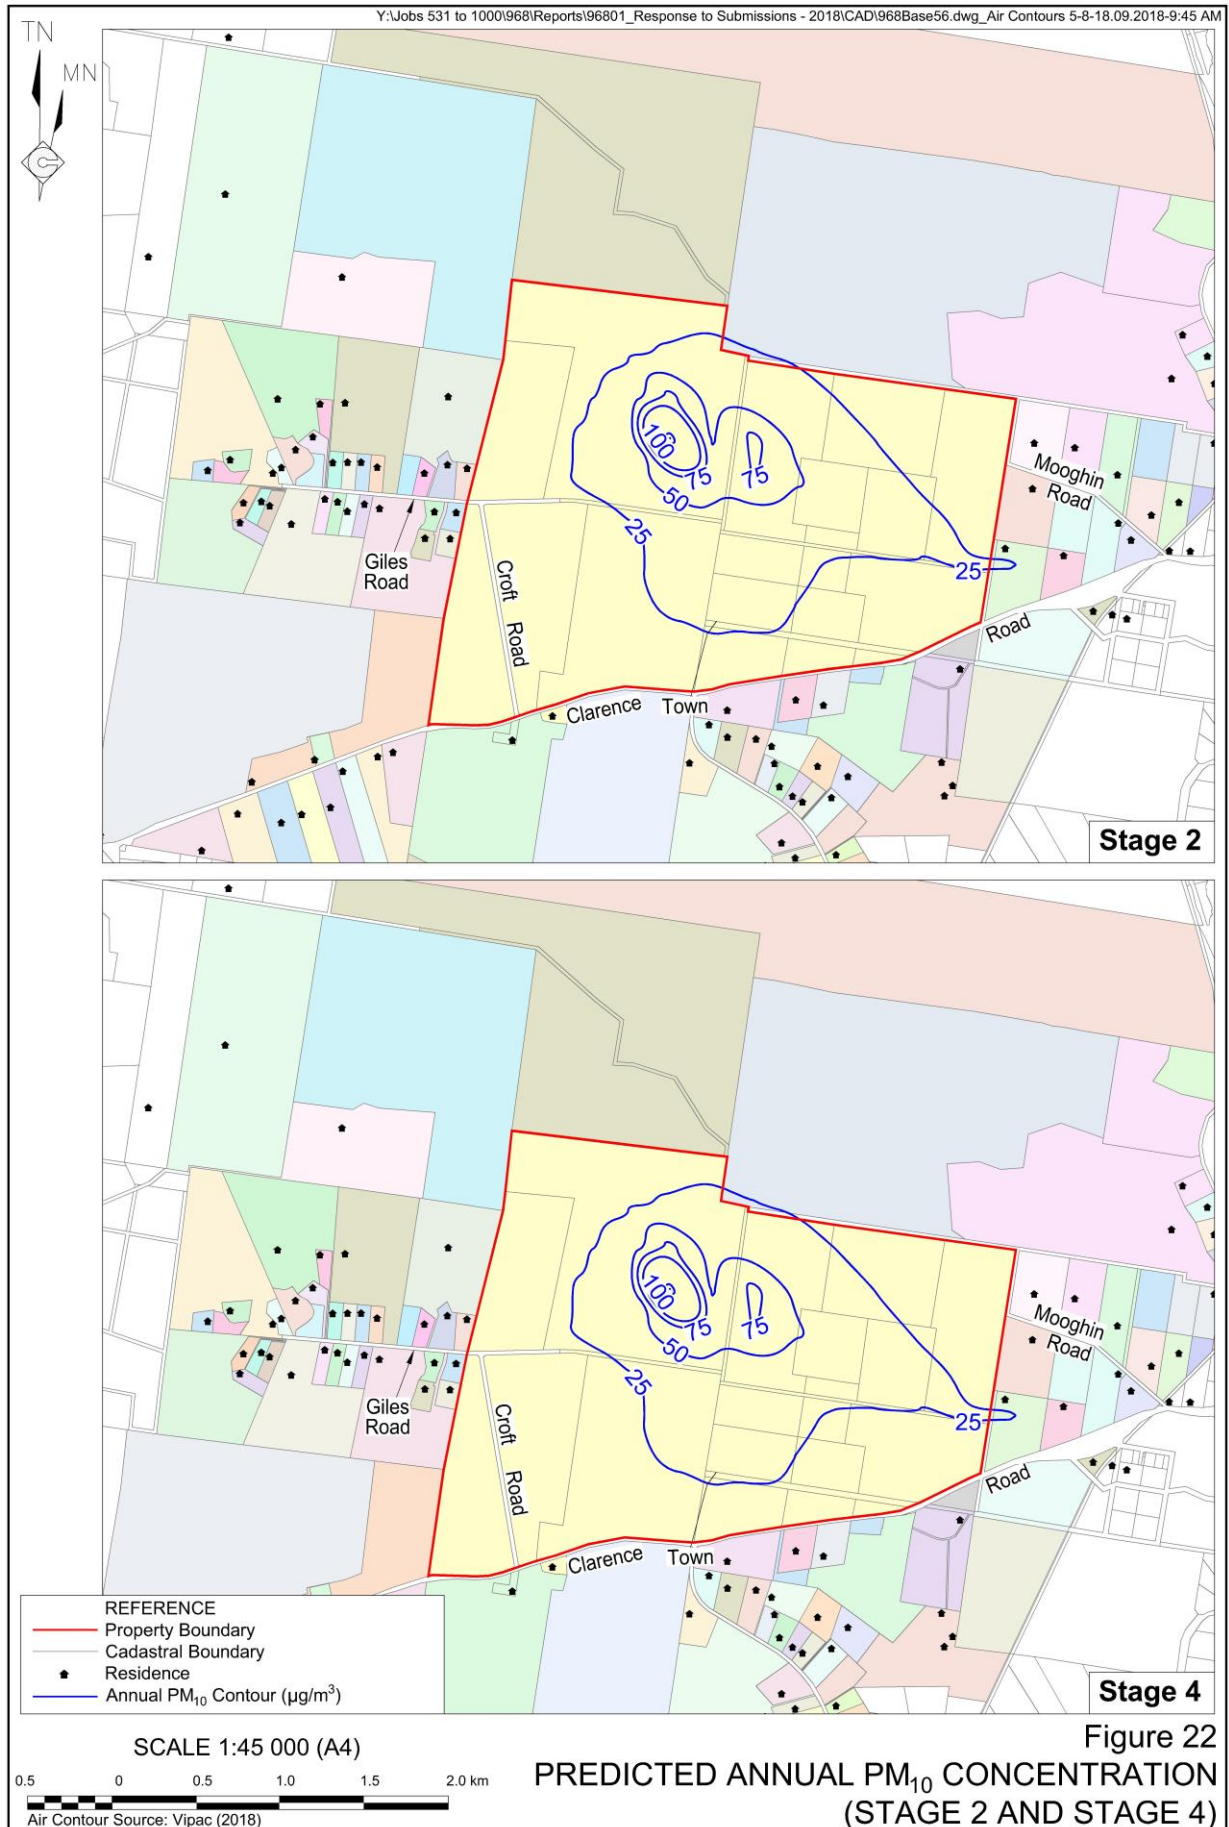 Y:\Jobs 531 to 1000\968\Reports\96801_Response to Submissions - 2018\CAD\968Base56.dwg_Air Contours 5-8-18.09.2018-9:45 AM
TN
MN
100
75
75
50
25
25
Mooghin
Road
Giles
Road
Croft
Road
Road
Clarence
Town
Stage 2
100
75
75
50
25
25
Mooghin
Road
Giles
Road
Croft
Road
Road
Clarence
Town
Stage 4
REFERENCE
Property Boundary
Cadastral Boundary
Residence
Annual PM₁₀ Contour (µg/m³)
SCALE 1:45 000 (A4)
0.5 0 0.5 1.0 1.5 2.0 km
Air Contour Source: Vipac (2018)
Figure 22
PREDICTED ANNUAL PM₁₀ CONCENTRATION
(STAGE 2 AND STAGE 4)